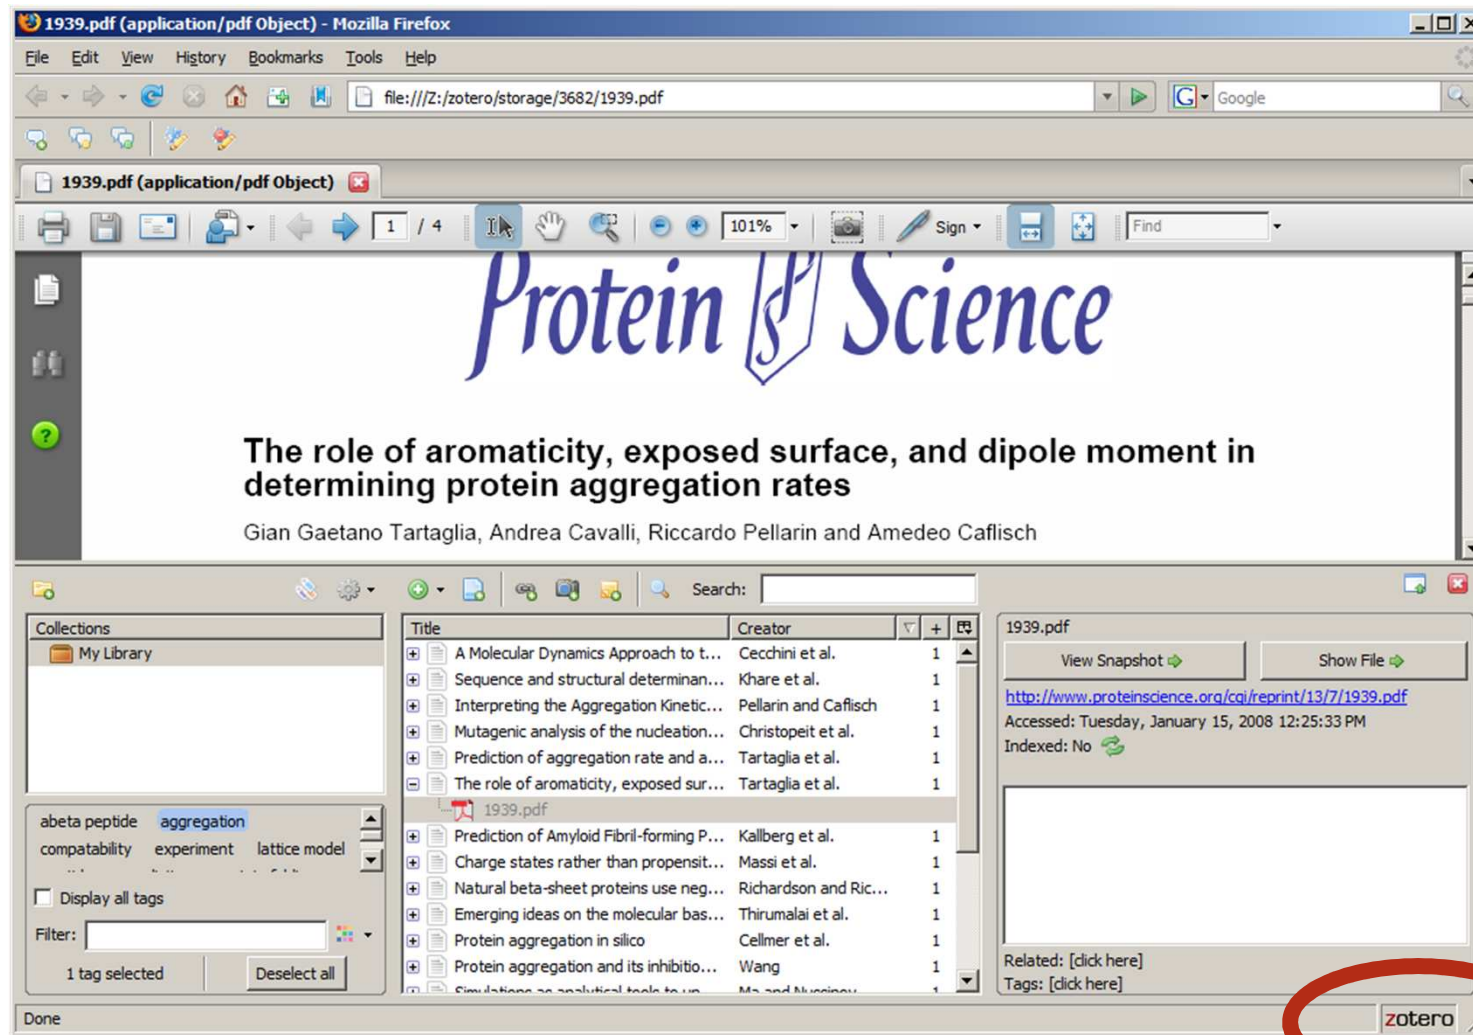 1939.pdf (application/pdf Object) - Mozilla Firefox
File Edit View History Bookmarks Tools Help
file:///Z:/zotero/storage/3682/1939.pdf
G Google
1939.pdf (application/pdf Object)
1 / 4 101% Sign Find
Protein Science
The role of aromaticity, exposed surface, and dipole moment in
determining protein aggregation rates
Gian Gaetano Tartaglia, Andrea Cavalli, Riccardo Pellarin and Amedeo Caflisch
Search:
Collections
My Library
abeta peptide aggregation
compatability experiment lattice model
Display all tags
Filter:
1 tag selected Deselect all
Title Creator +
A Molecular Dynamics Approach to t... Cecchini et al. 1
Sequence and structural determinan... Khare et al. 1
Interpreting the Aggregation Kinetic... Pellarin and Caflisch 1
Mutagenic analysis of the nucleation... Christopeit et al. 1
Prediction of aggregation rate and a... Tartaglia et al. 1
The role of aromaticity, exposed sur... Tartaglia et al. 1
1939.pdf
Prediction of Amyloid Fibril-forming P... Kallberg et al. 1
Charge states rather than propensit... Massi et al. 1
Natural beta-sheet proteins use neg... Richardson and Ric... 1
Emerging ideas on the molecular bas... Thirumalai et al. 1
Protein aggregation in silico Cellmer et al. 1
Protein aggregation and its inhibitio... Wang 1
Simulations as analytical tools to un... Ma and Nussinov 1
1939.pdf
View Snapshot Show File
http://www.proteinscience.org/cgi/reprint/13/7/1939.pdf
Accessed: Tuesday, January 15, 2008 12:25:33 PM
Indexed: No
Related: [click here]
Tags: [click here]
Done
zotero